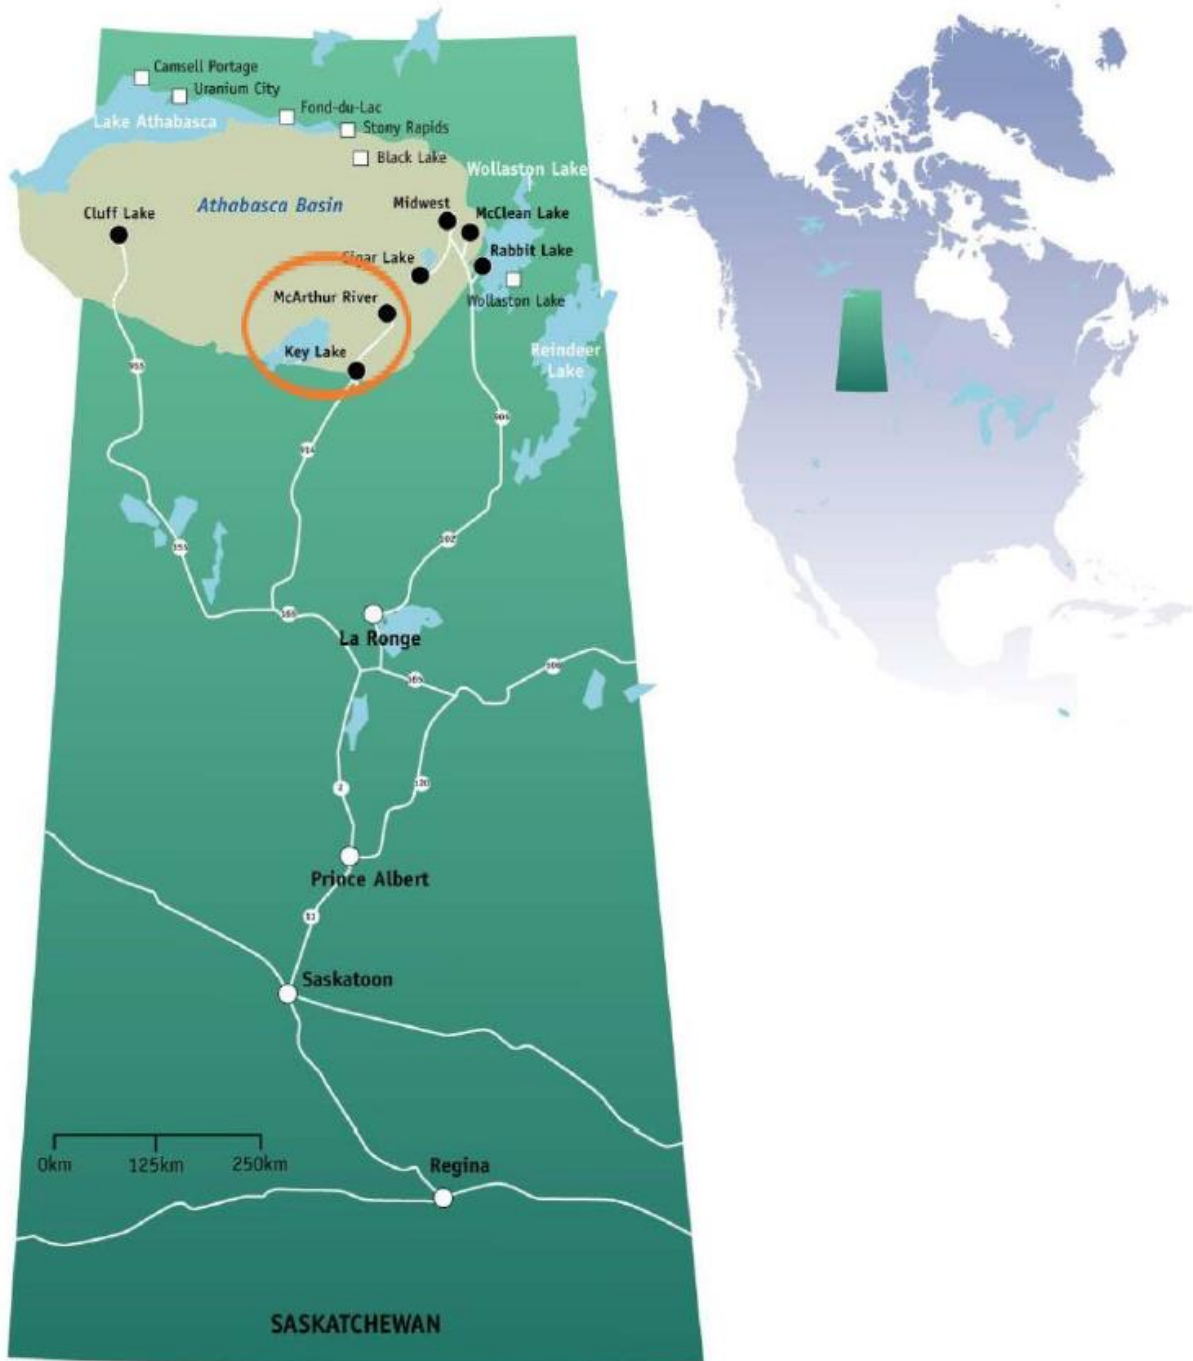 Camsell Portage
Uranium City
Fond-du-Lac
Lake Athabasca
Stony Rapids
Black Lake
Wollaston Lake
Athabasca Basin
Midwest
Cluff Lake
McClean Lake
Rabbit Lake
Cigar Lake
McArthur River
Wollaston Lake
Key Lake
Reindeer
Lake
955
914
905
102
155
165
La Ronge
165
106
2
120
Prince Albert
11
Saskatoon
0km 125km 250km
Regina
SASKATCHEWAN